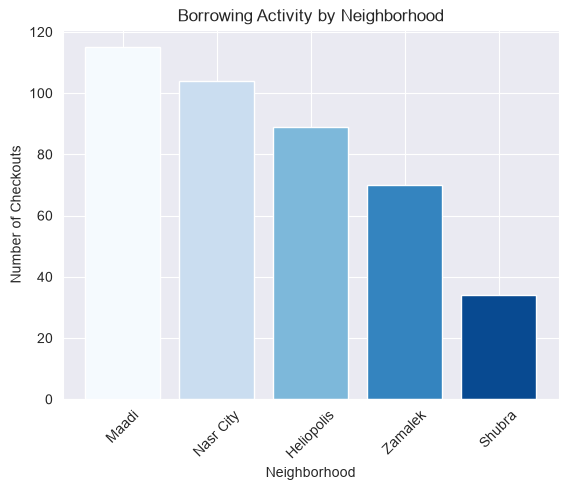 Borrowing Activity by Neighborhood
120
100
80
60
40
20
0
Number of Checkouts
Maadi
Nasr City
Heliopolis
Zamalek
Shubra
Neighborhood